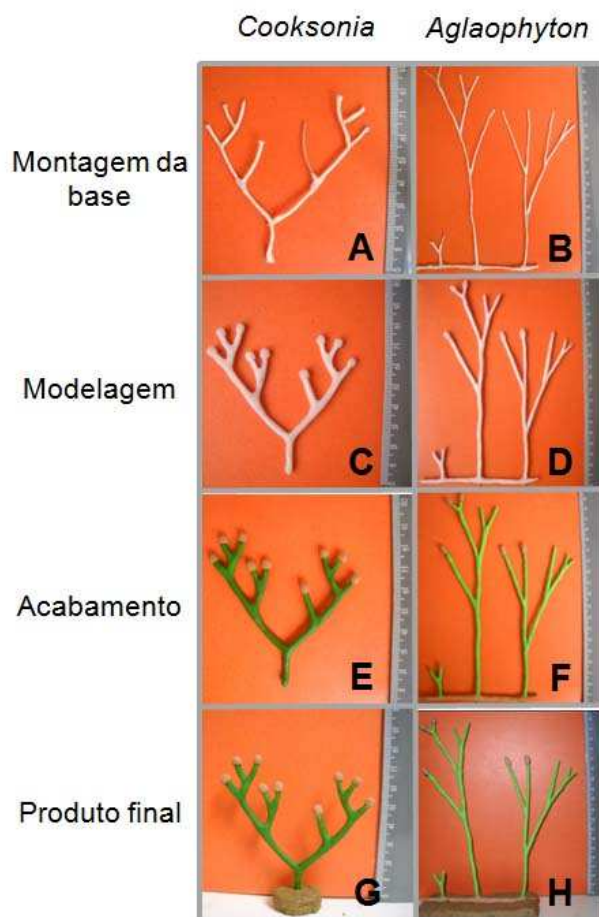 Cooksonia Aglaophyton
Montagem da
base
A B
Modelagem
C D
Acabamento
E F
Produto final
G H